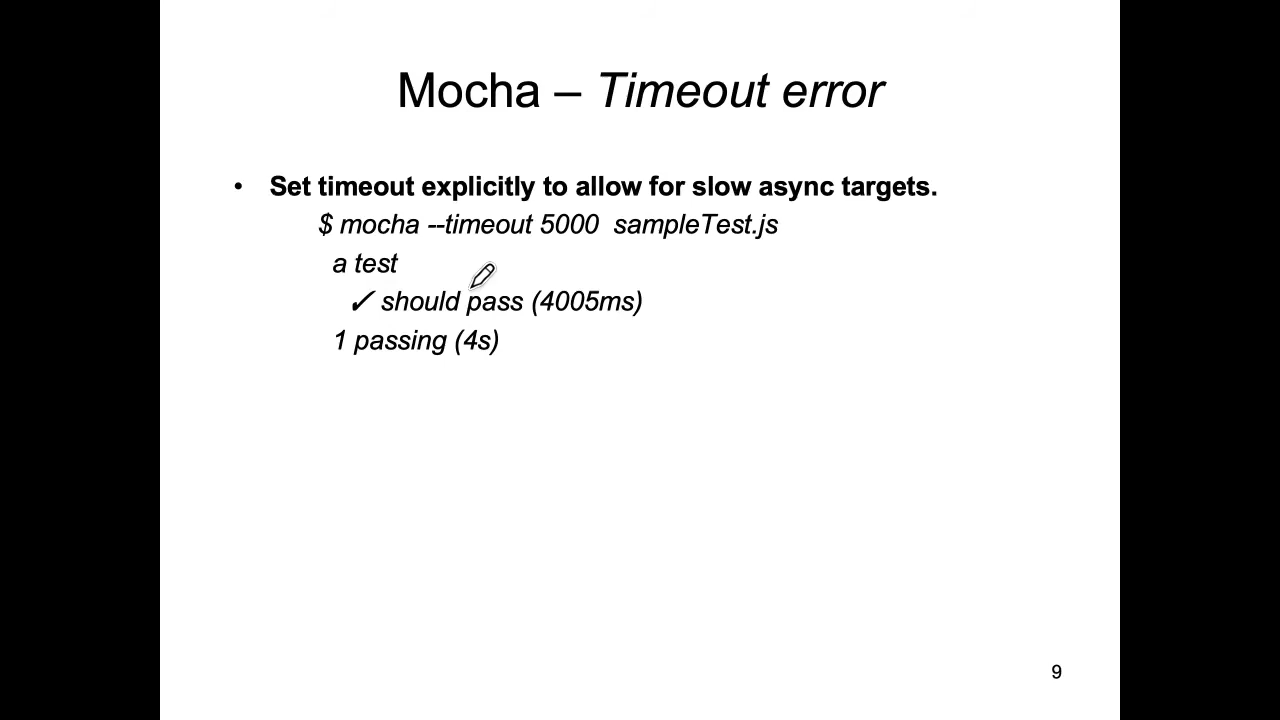 Mocha – Timeout error
• Set timeout explicitly to allow for slow async targets.
$ mocha --timeout 5000 sampleTest.js
a test
✓ should pass (4005ms)
1 passing (4s)
9